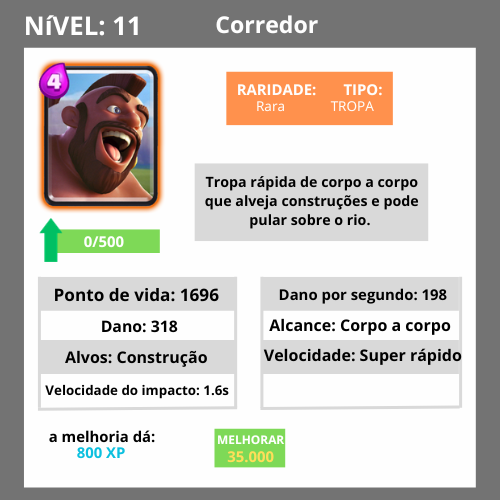 NíVEL: 11
Corredor
4
RARIDADE:
TIPO:
Rara
TROPA
Tropa rápida de corpo a corpo
que alveja construções e pode
pular sobre o rio.
0/500
Ponto de vida: 1696
Dano: 318
Alvos: Construção
Velocidade do impacto: 1.6s
Dano por segundo: 198
Alcance: Corpo a corpo
Velocidade: Super rápido
a melhoria dá:
800 XP
MELHORAR
35.000